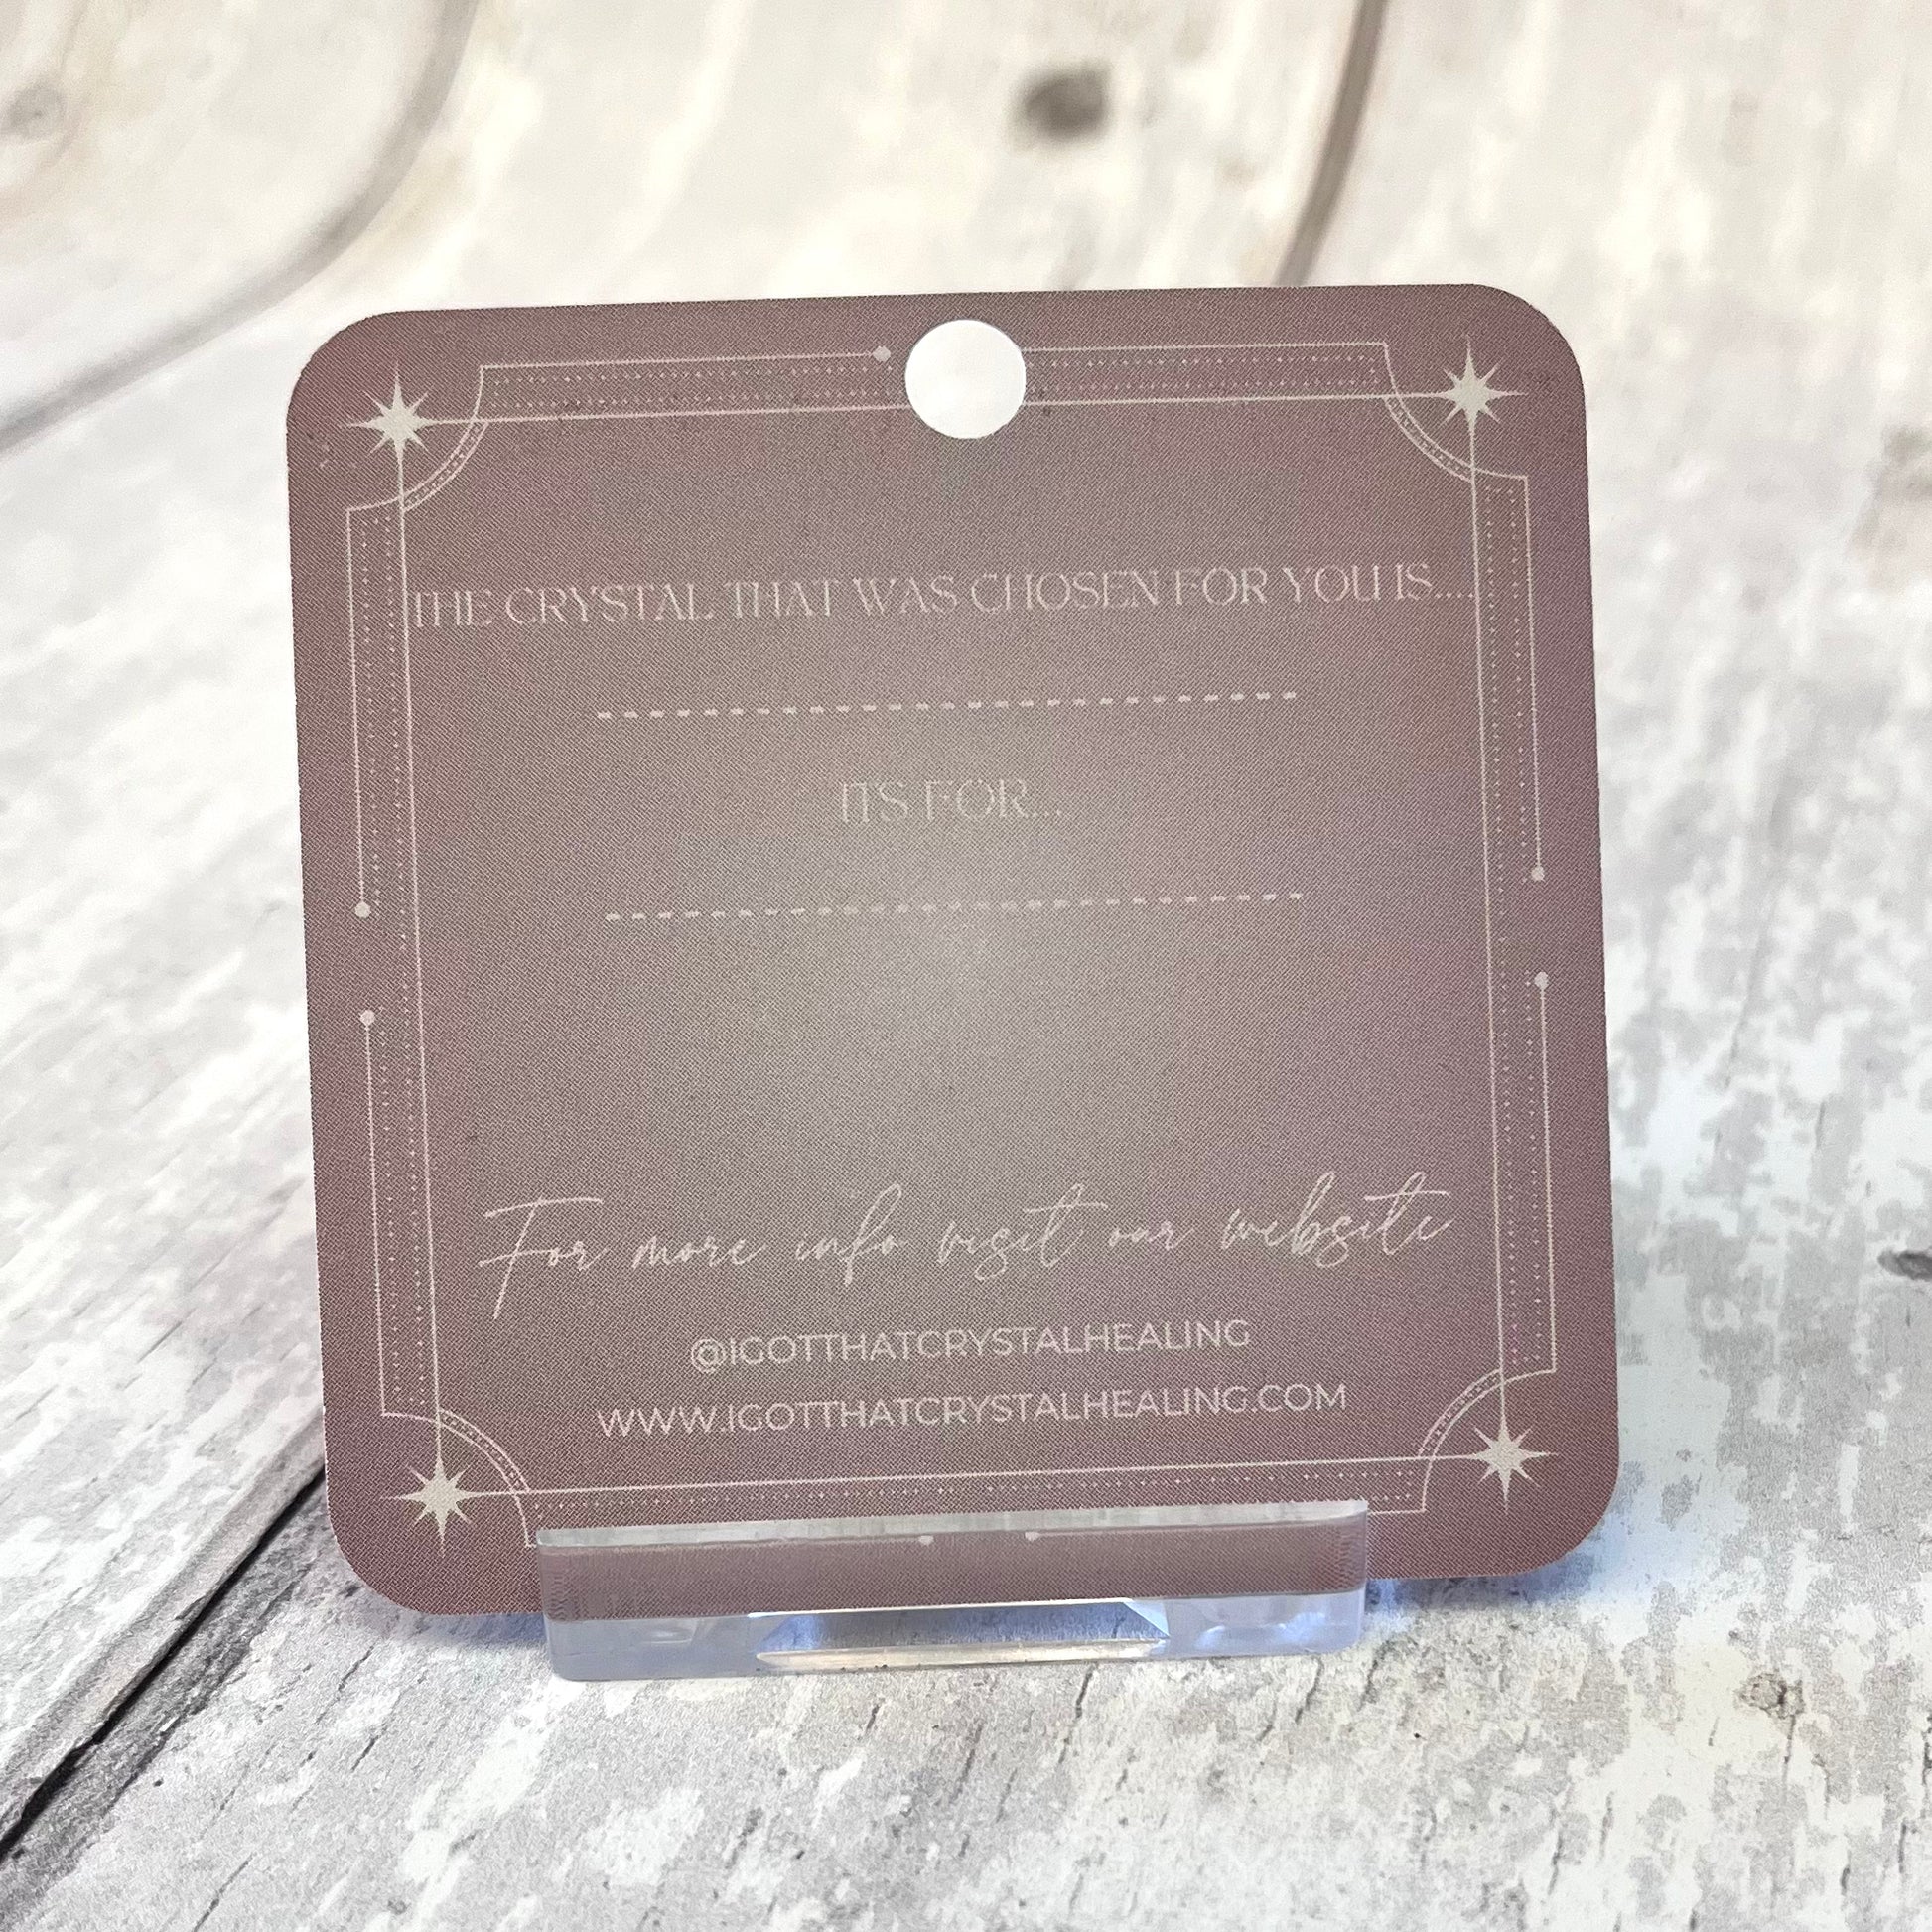 THE CRYSTAL THAT WAS CHOSEN FOR YOU IS....
ITS FOR...
For more info visit our website
@IGOTTHATCRYSTALHEALING
WWW.IGOTTHATCRYSTALHEALING.COM